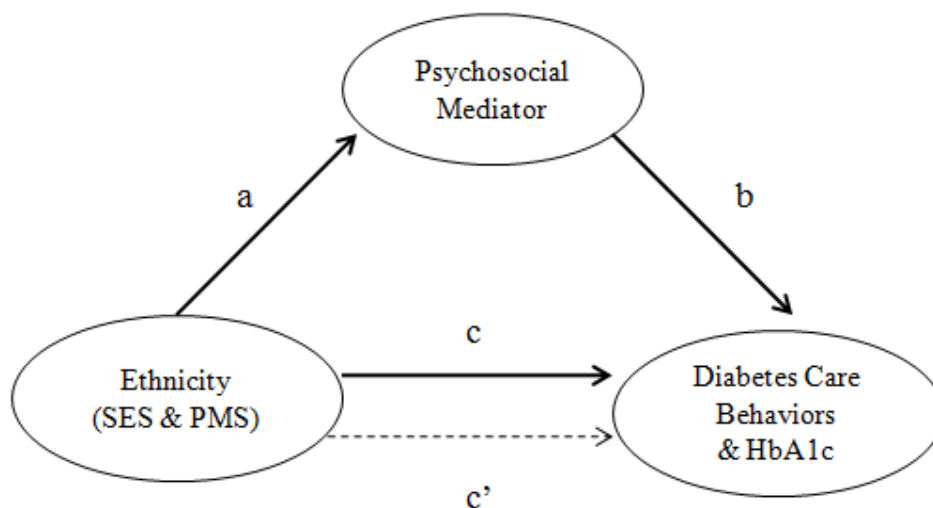 Psychosocial
Mediator
a
b
c
Ethnicity
(SES & PMS)
Diabetes Care
Behaviors
& HbA1c
c’